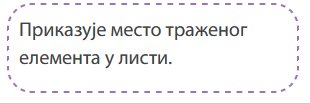 Приказује место траженог
елемента у листи.